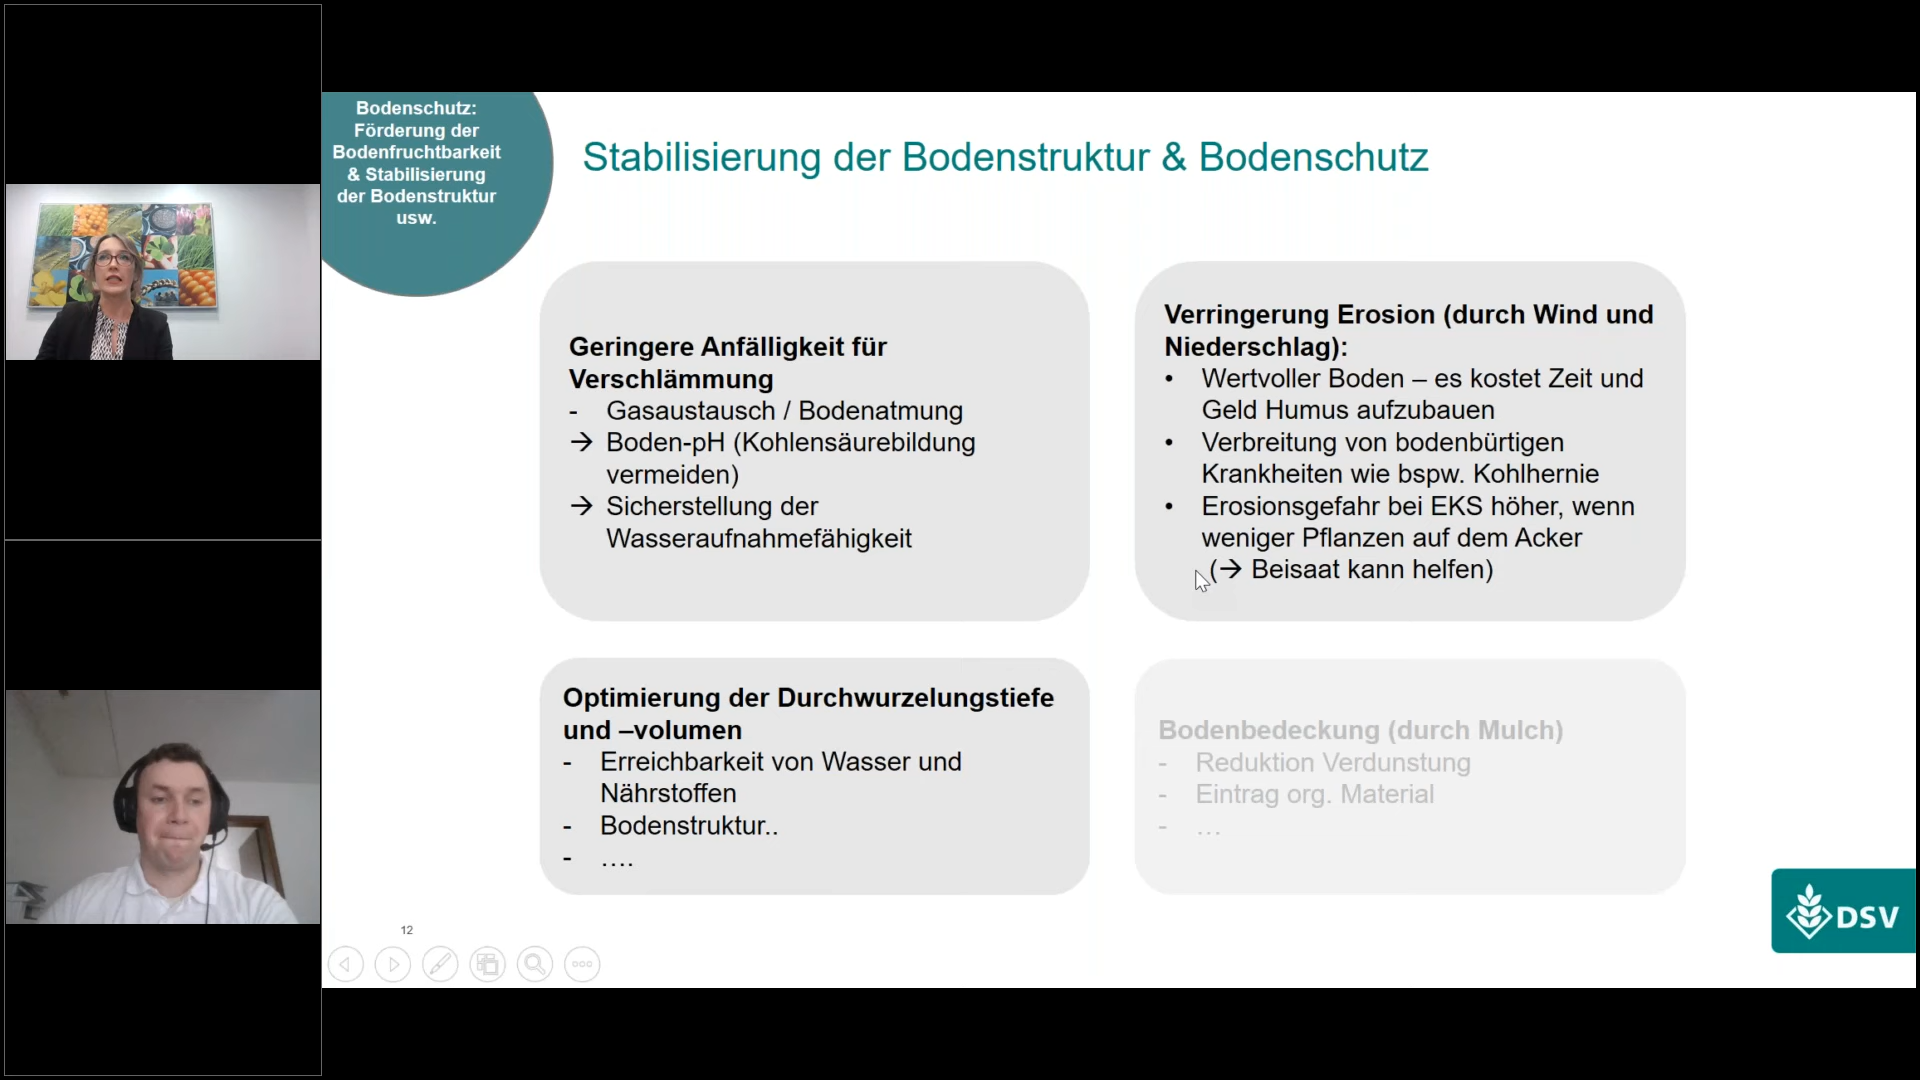 Bodenschutz:
Förderung der
Bodenfruchtbarkeit
& Stabilisierung
der Bodenstruktur
usw.
Stabilisierung der Bodenstruktur & Bodenschutz
Geringere Anfälligkeit für
Verschlämmung
- Gasaustausch / Bodenatmung
→ Boden-pH (Kohlensäurebildung
vermeiden)
→ Sicherstellung der
Wasseraufnahmefähigkeit
Verringerung Erosion (durch Wind und
Niederschlag):
• Wertvoller Boden – es kostet Zeit und
Geld Humus aufzubauen
• Verbreitung von bodenbürtigen
Krankheiten wie bspw. Kohlhernie
• Erosionsgefahr bei EKS höher, wenn
weniger Pflanzen auf dem Acker
(→ Beisaat kann helfen)
Optimierung der Durchwurzelungstiefe
und –volumen
- Erreichbarkeit von Wasser und
Nährstoffen
- Bodenstruktur..
- ….
Bodenbedeckung (durch Mulch)
- Reduktion Verdunstung
- Eintrag org. Material
- …
12
DSV